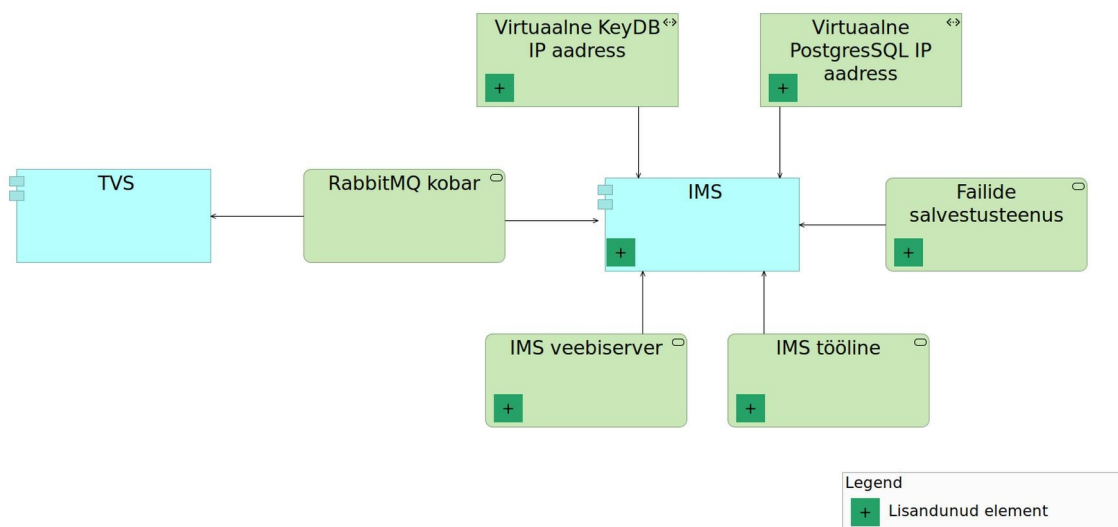 Virtuaalne KeyDB
IP aadress
+
Virtuaalne
PostgresSQL IP
aadress
+
TVS
RabbitMQ kobar
IMS
+
Failide
salvestusteenus
+
IMS veebiserver
+
IMS tööline
+
Legend
+ Lisandunud element